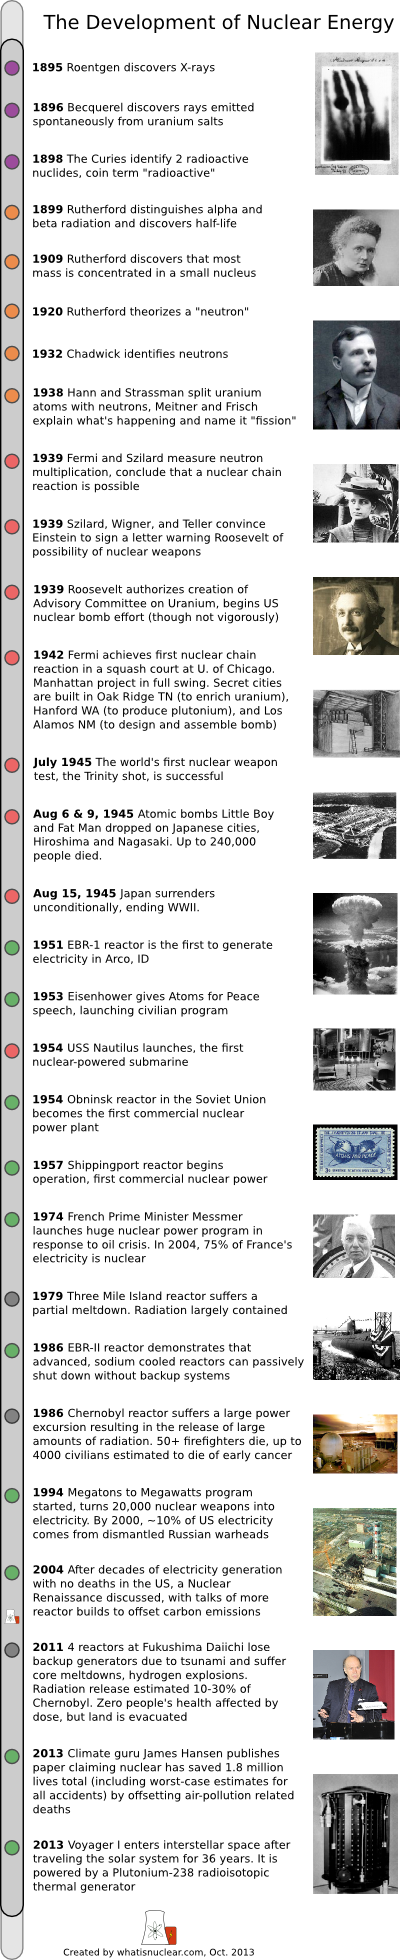 The Development of Nuclear Energy
1895 Roentgen discovers X-rays
1896 Becquerel discovers rays emitted
spontaneously from uranium salts
1898 The Curies identify 2 radioactive
nuclides, coin term "radioactive"
1899 Rutherford distinguishes alpha and
beta radiation and discovers half-life
1909 Rutherford discovers that most
mass is concentrated in a small nucleus
1920 Rutherford theorizes a "neutron"
1932 Chadwick identifies neutrons
1938 Hann and Strassman split uranium
atoms with neutrons, Meitner and Frisch
explain what's happening and name it "fission"
1939 Fermi and Szilard measure neutron
multiplication, conclude that a nuclear chain
reaction is possible
1939 Szilard, Wigner, and Teller convince
Einstein to sign a letter warning Roosevelt of
possibility of nuclear weapons
1939 Roosevelt authorizes creation of
Advisory Committee on Uranium, begins US
nuclear bomb effort (though not vigorously)
1942 Fermi achieves first nuclear chain
reaction in a squash court at U. of Chicago.
Manhattan project in full swing. Secret cities
are built in Oak Ridge TN (to enrich uranium),
Hanford WA (to produce plutonium), and Los
Alamos NM (to design and assemble bomb)
July 1945 The world's first nuclear weapon
test, the Trinity shot, is successful
Aug 6 & 9, 1945 Atomic bombs Little Boy
and Fat Man dropped on Japanese cities,
Hiroshima and Nagasaki. Up to 240,000
people died.
Aug 15, 1945 Japan surrenders
unconditionally, ending WWII.
1951 EBR-1 reactor is the first to generate
electricity in Arco, ID
1953 Eisenhower gives Atoms for Peace
speech, launching civilian program
1954 USS Nautilus launches, the first
nuclear-powered submarine
1954 Obninsk reactor in the Soviet Union
becomes the first commercial nuclear
power plant
ATOMS FOR PEACE
1957 Shippingport reactor begins
operation, first commercial nuclear power
1974 French Prime Minister Messmer
launches huge nuclear power program in
response to oil crisis. In 2004, 75% of France's
electricity is nuclear
1979 Three Mile Island reactor suffers a
partial meltdown. Radiation largely contained
1986 EBR-II reactor demonstrates that
advanced, sodium cooled reactors can passively
shut down without backup systems
1986 Chernobyl reactor suffers a large power
excursion resulting in the release of large
amounts of radiation. 50+ firefighters die, up to
4000 civilians estimated to die of early cancer
1994 Megatons to Megawatts program
started, turns 20,000 nuclear weapons into
electricity. By 2000, ~10% of US electricity
comes from dismantled Russian warheads
2004 After decades of electricity generation
with no deaths in the US, a Nuclear
Renaissance discussed, with talks of more
reactor builds to offset carbon emissions
2011 4 reactors at Fukushima Daiichi lose
backup generators due to tsunami and suffer
core meltdowns, hydrogen explosions.
Radiation release estimated 10-30% of
Chernobyl. Zero people's health affected by
dose, but land is evacuated
2013 Climate guru James Hansen publishes
paper claiming nuclear has saved 1.8 million
lives total (including worst-case estimates for
all accidents) by offsetting air-pollution related
deaths
2013 Voyager I enters interstellar space after
traveling the solar system for 36 years. It is
powered by a Plutonium-238 radioisotopic
thermal generator
Created by whatisnuclear.com, Oct. 2013